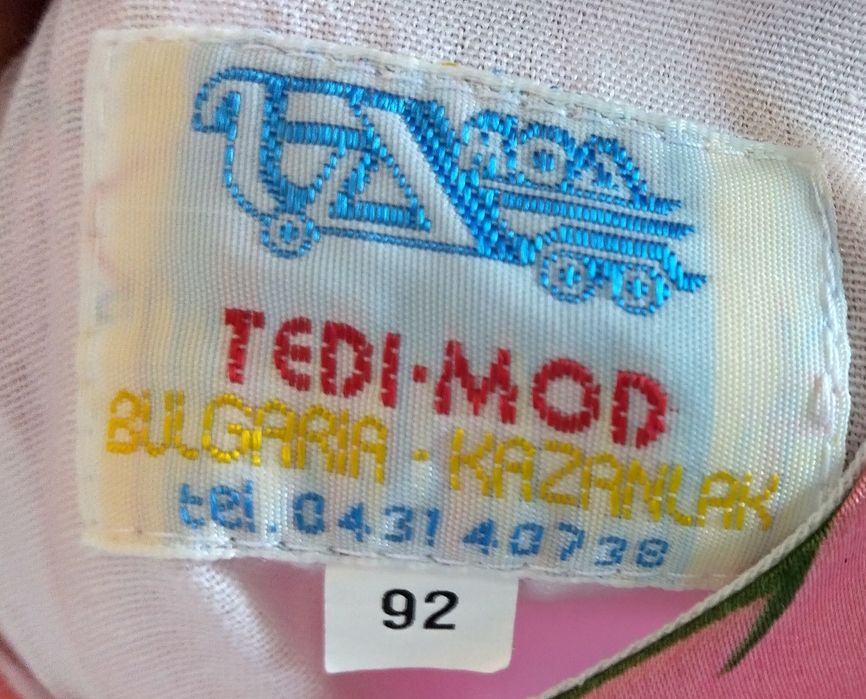 TEDI-MOD
BULGARIA - KAZANLAK
tel. 0431 40738
92